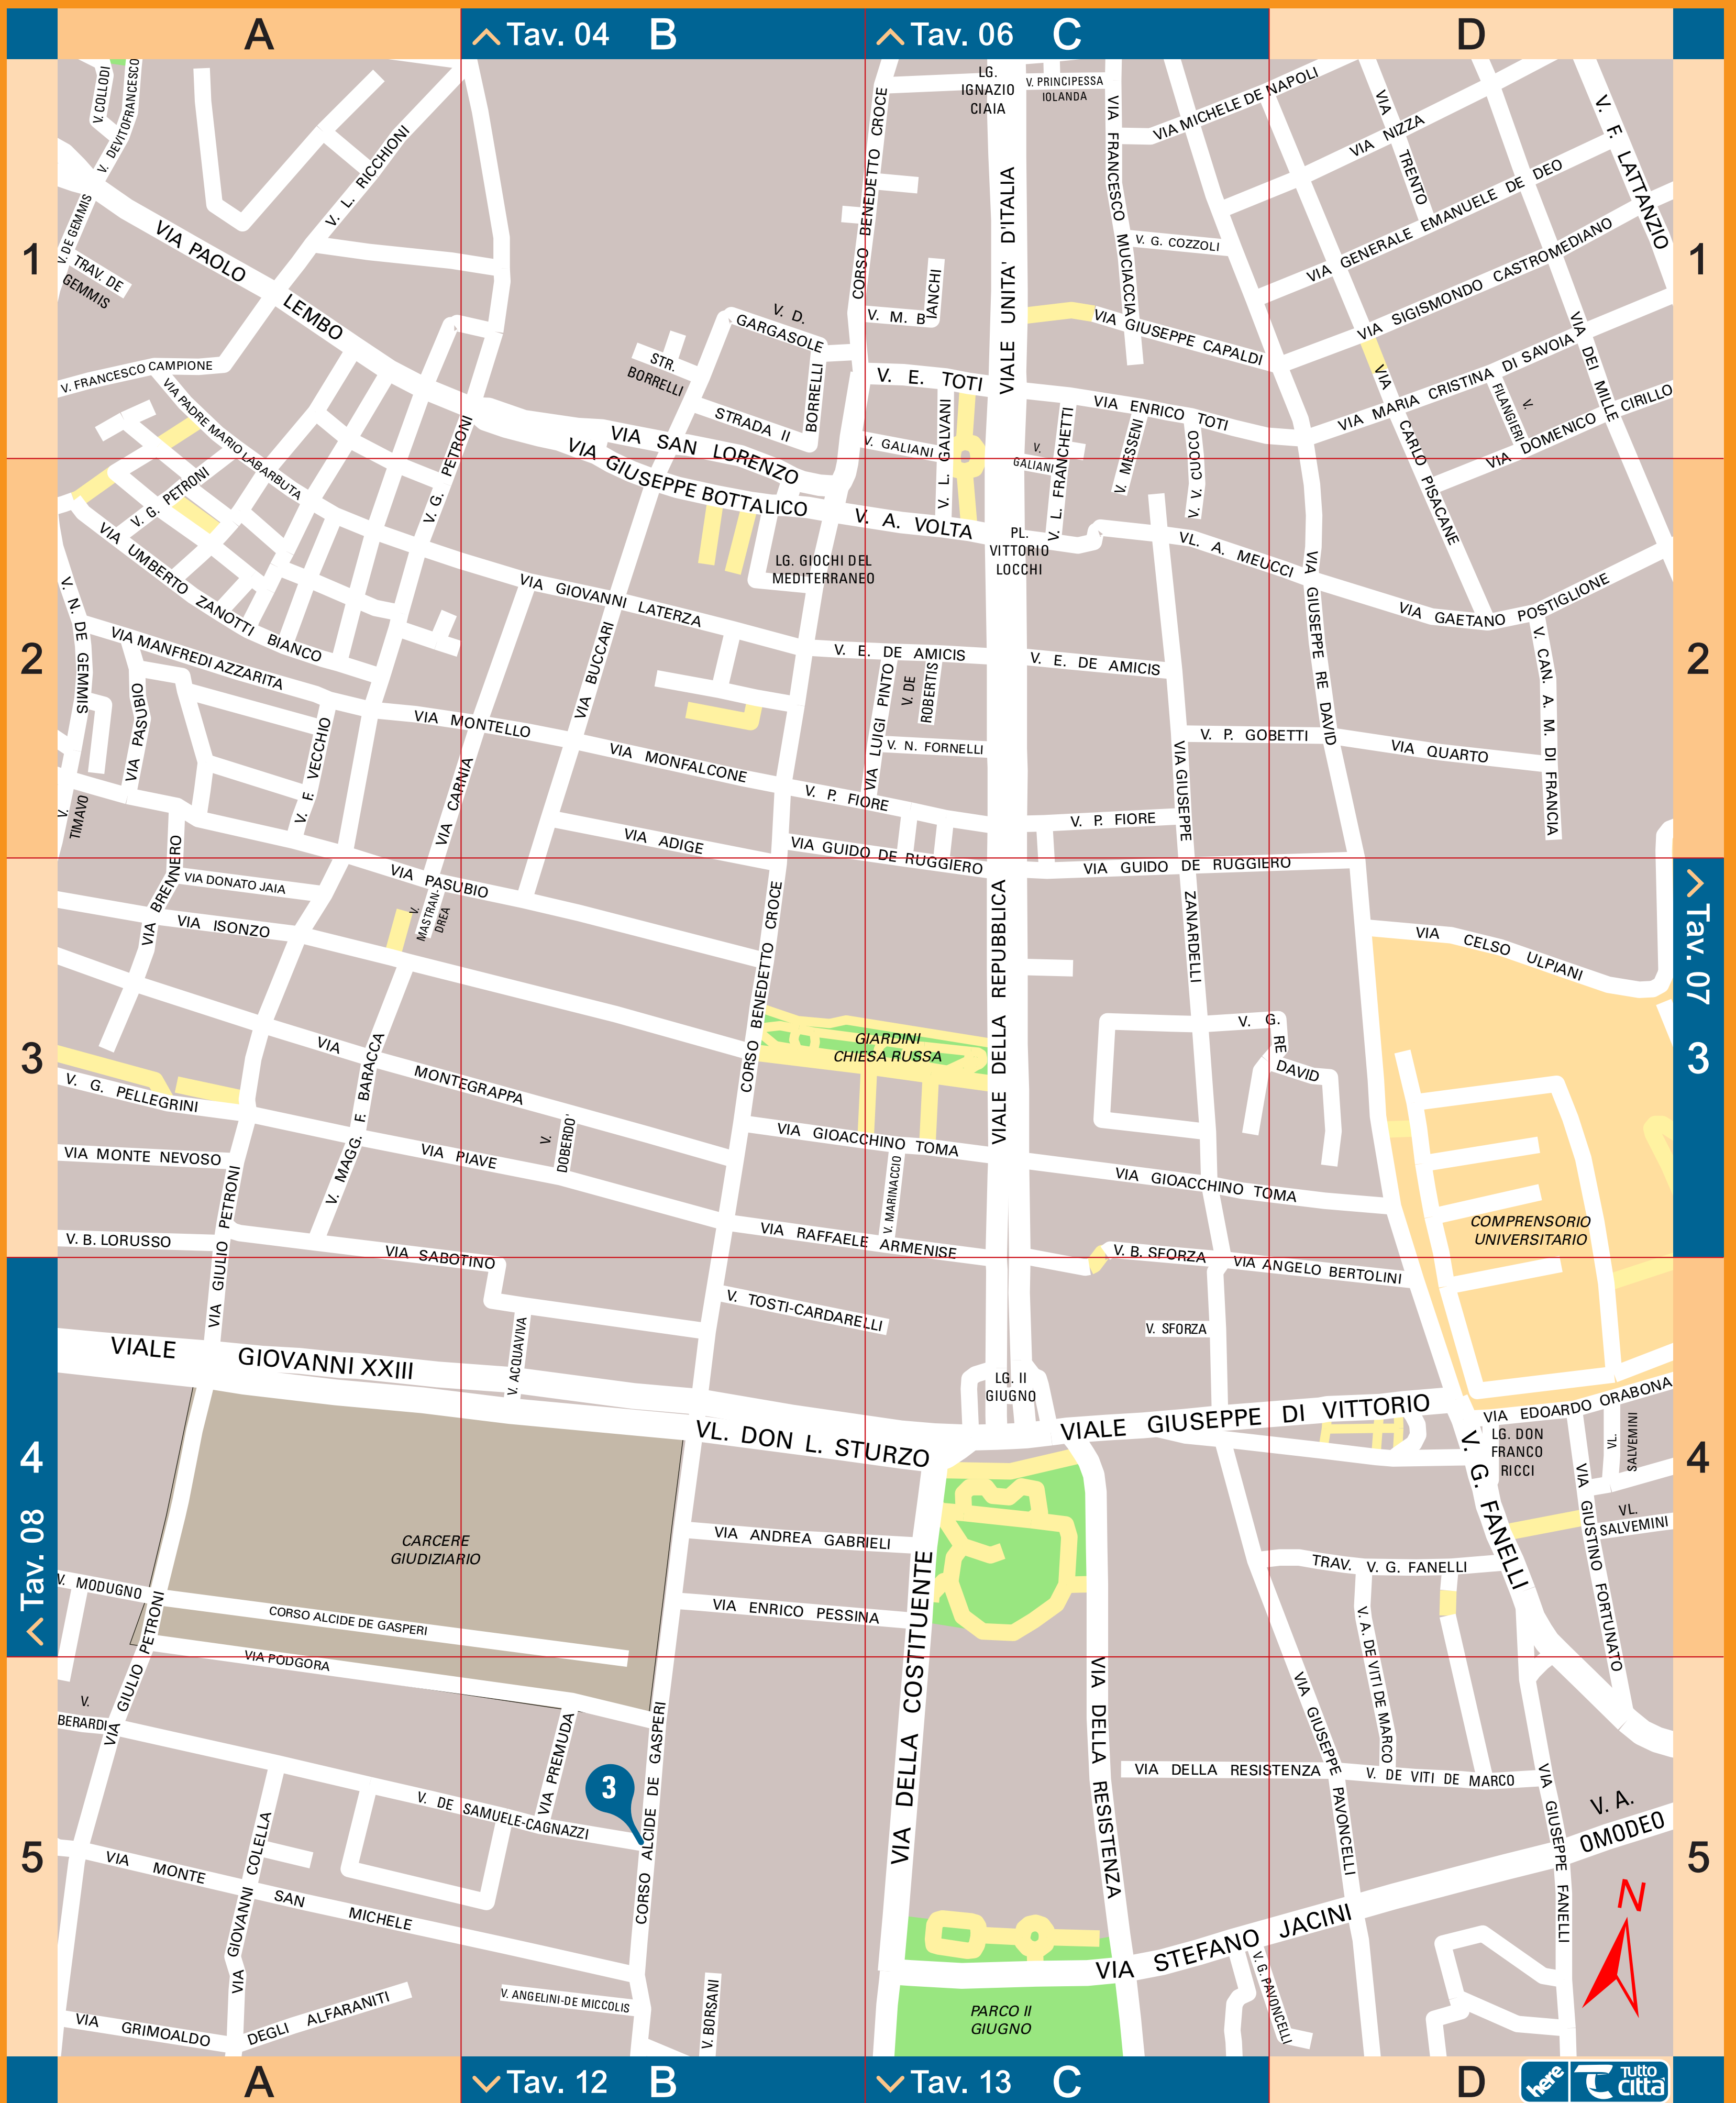 A
Tav. 04
B
Tav. 06
C
D
1
V. COLLODI
V. DEVITOFRANCESCO
V. L. RICCHIONI
V. DE GEMMIS
TRAV. DE
GEMMIS
VIA PAOLO
LEMBO
V. FRANCESCO CAMPIONE
VIA PADRE MARIO LABARBUTA
V. G. PETRONI
STR.
BORRELLI
V. D.
GARGASOLE
BORRELLI
STRADA II
VIA SAN LORENZO
VIA GIUSEPPE BOTTALICO
CORSO BENEDETTO CROCE
LG.
IGNAZIO
CIAIA
V. PRINCIPESSA
IOLANDA
V. M. B
IANCHI
VIALE UNITA' D'ITALIA
VIA FRANCESCO MUCIACCIA
V. G. COZZOLI
VIA GIUSEPPE CAPALDI
V. E. TOTI
VIA ENRICO TOTI
V. GALIANI
V. L. GALVANI
V.
GALIANI
V. L. FRANCHETTI
V. MESSENI
V. V. CUOCO
VIA MICHELE DE NAPOLI
VIA TRENTO
VIA NIZZA
V. F. LATTANZIO
VIA GENERALE EMANUELE DE DEO
VIA SIGISMONDO CASTROMEDIANO
VIA MARIA CRISTINA DI SAVOIA
VIA DEI MILLE
V.
FILANGIERI
VIA DOMENICO CIRILLO
VIA CARLO PISACANE
1
2
V. G. PETRONI
VIA UMBERTO ZANOTTI BIANCO
V. N. DE GEMMIS
VIA MANFREDI AZZARITA
VIA PASUBIO
V. F. VECCHIO
V.
TIMAVO
VIA GIOVANNI LATERZA
LG. GIOCHI DEL
MEDITERRANEO
VIA BUCCARI
VIA MONTELLO
VIA MONFALCONE
VIA CARNIA
VIA ADIGE
V. A. VOLTA
PL.
VITTORIO
LOCCHI
VL. A. MEUCCI
V. E. DE AMICIS
V. E. DE AMICIS
VIA LUIGI PINTO
V. DE
ROBERTIS
V. N. FORNELLI
V. P. FIORE
V. P. FIORE
VIA GUIDO DE RUGGIERO
VIA GUIDO DE RUGGIERO
VIA GIUSEPPE ZANARDELLI
VIA GIUSEPPE RE DAVID
VIA GAETANO POSTIGLIONE
V. P. GOBETTI
VIA QUARTO
V. CAN. A. M. DI FRANCIA
2
3
VIA BRENNERO
VIA DONATO JAIA
VIA ISONZO
VIA PASUBIO
V.
MASTRAN-
DREA
V. G. PELLEGRINI
VIA MONTE NEVOSO
V. B. LORUSSO
VIA MONTEGRAPPA
V. MAGG. F. BARACCA
V.
DOBERDO'
VIA PIAVE
VIA GIULIO PETRONI
VIA SABOTINO
CORSO BENEDETTO CROCE
GIARDINI
CHIESA RUSSA
VIALE DELLA REPUBBLICA
VIA GIOACCHINO TOMA
VIA GIOACCHINO TOMA
V. MARINACCIO
VIA RAFFAELE ARMENISE
V. G. RE DAVID
V. B. SFORZA
VIA CELSO ULPIANI
COMPRENSORIO
UNIVERSITARIO
VIA ANGELO BERTOLINI
Tav. 07
3
4
Tav. 08
VIALE GIOVANNI XXIII
V. ACQUAVIVA
V. TOSTI-CARDARELLI
V. SFORZA
LG. II
GIUGNO
VL. DON L. STURZO
VIALE GIUSEPPE DI VITTORIO
VIA EDOARDO ORABONA
LG. DON
FRANCO
RICCI
VL.
SALVEMINI
VL.
SALVEMINI
V. G. FANELLI
VIA GIUSTINO FORTUNATO
CARCERE
GIUDIZIARIO
VIA ANDREA GABRIELI
VIA ENRICO PESSINA
VIA DELLA COSTITUENTE
TRAV. V. G. FANELLI
V. A. DE VITI DE MARCO
V. MODUGNO
CORSO ALCIDE DE GASPERI
VIA GIULIO PETRONI
4
5
VIA PODGORA
V.
BERARDI
VIA PREMUDA
3
V. DE SAMUELE-CAGNAZZI
CORSO ALCIDE DE GASPERI
VIA GIOVANNI COLELLA
VIA MONTE SAN MICHELE
VIA GRIMOALDO
DEGLI ALFARANITI
V. ANGELINI-DE MICCOLIS
V. BORSANI
VIA DELLA RESISTENZA
VIA DELLA RESISTENZA
VIA GIUSEPPE PAVONCELLI
V. DE VITI DE MARCO
VIA GIUSEPPE FANELLI
V. A.
OMODEO
VIA STEFANO JACINI
V. G. PAVONCELLI
PARCO II
GIUGNO
N
5
A
Tav. 12
B
Tav. 13
C
D
here
TUTTO
CITTÀ